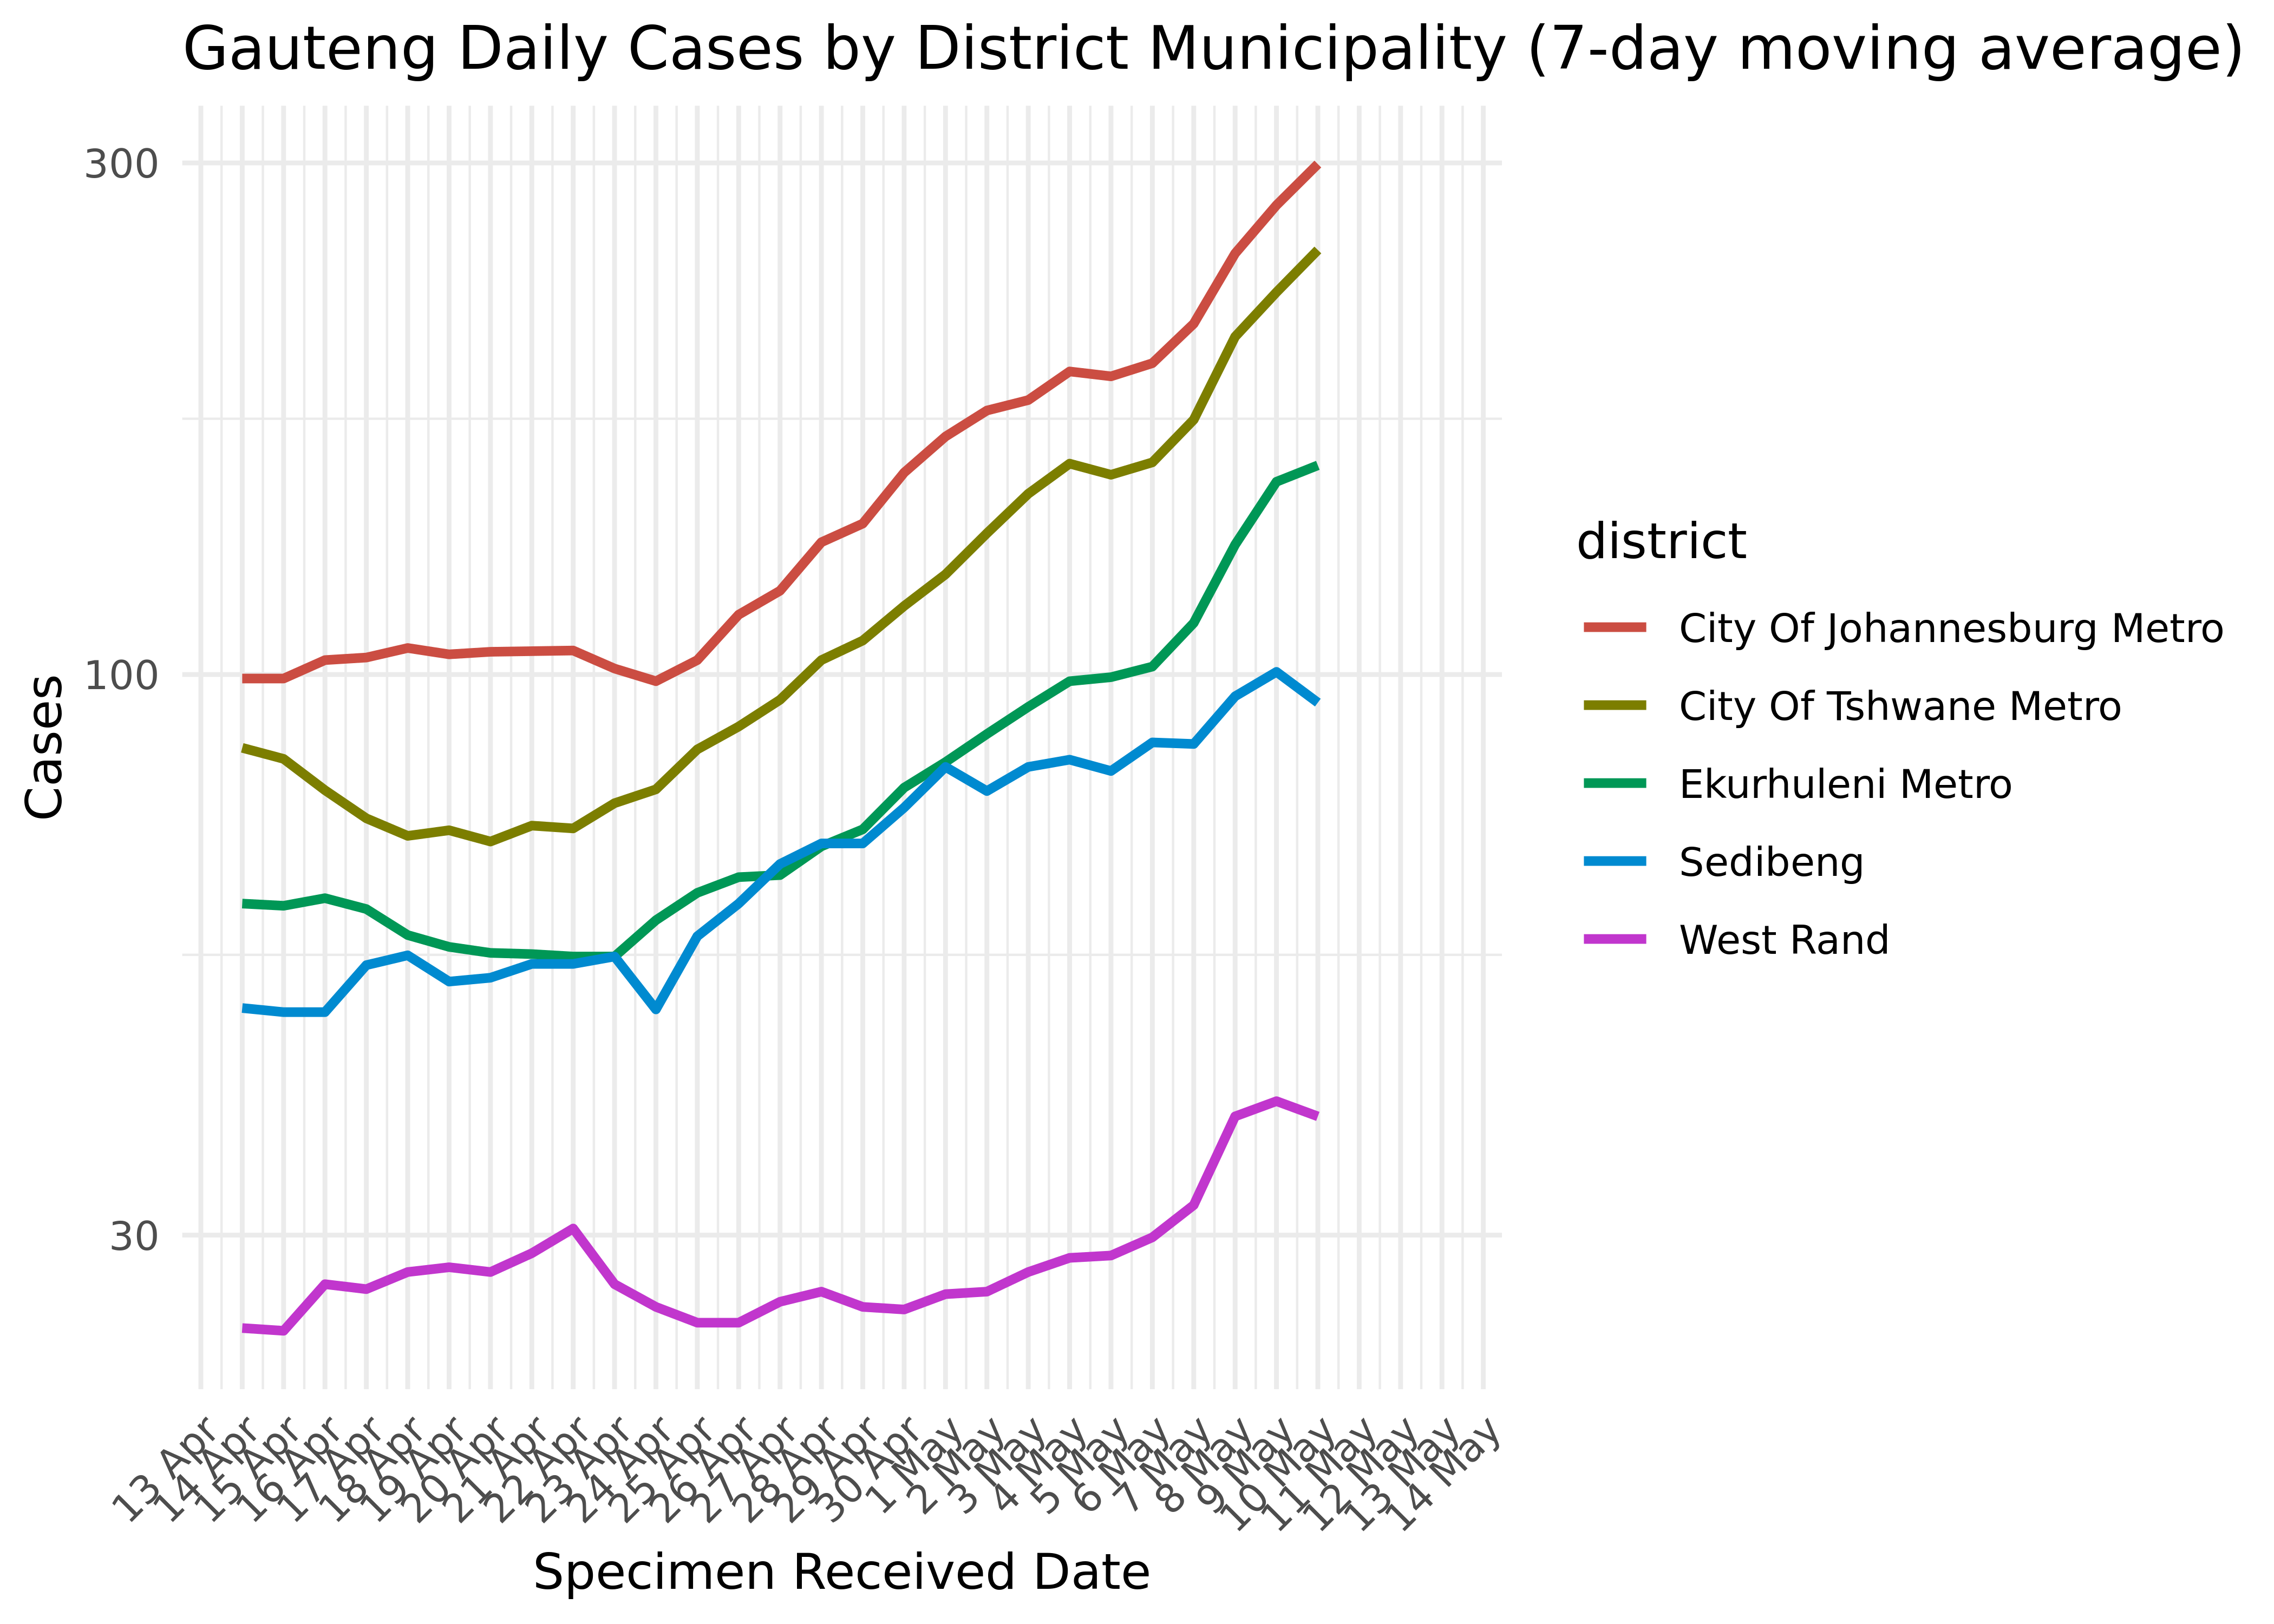 Gauteng Daily Cases by District Municipality (7-day moving average)
300
100
30
Cases
13 Apr
14 Apr
15 Apr
16 Apr
17 Apr
18 Apr
19 Apr
20 Apr
21 Apr
22 Apr
23 Apr
24 Apr
25 Apr
26 Apr
27 Apr
28 Apr
29 Apr
30 Apr
1 May
2 May
3 May
4 May
5 May
6 May
7 May
8 May
9 May
10 May
11 May
12 May
13 May
14 May
Specimen Received Date
district
City Of Johannesburg Metro
City Of Tshwane Metro
Ekurhuleni Metro
Sedibeng
West Rand